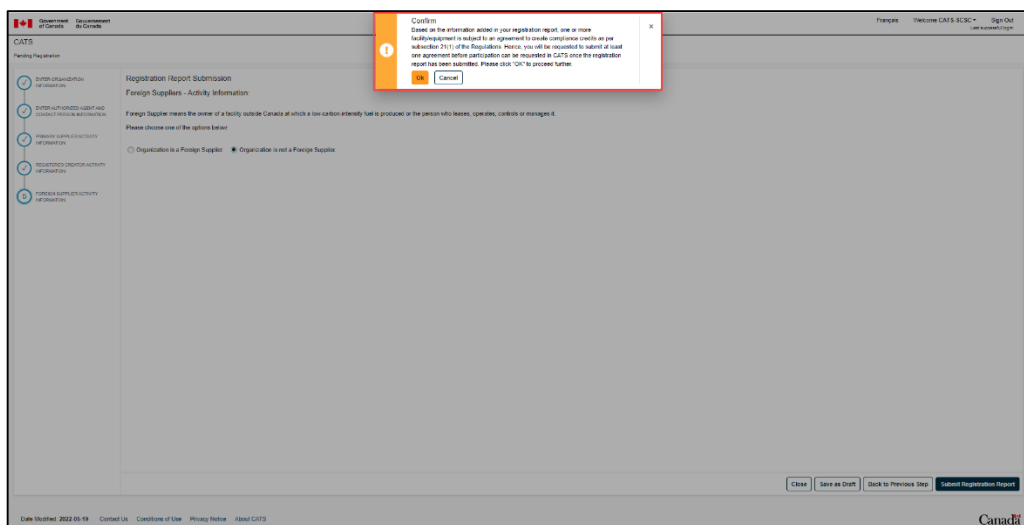 Government of Canada
Gouvernement du Canada
Français
Welcome CATS-SCSC
Sign Out
Last successful login
CATS
Pending Registration
Confirm
Based on the information added in your registration report, one or more
facility/equipment is subject to an agreement to create compliance credits as per
subsection 21(1) of the Regulations. Hence, you will be requested to submit at least
one agreement before participation can be requested in CATS once the registration
report has been submitted. Please click "OK" to proceed further.
Ok
Cancel
ENTER ORGANIZATION
INFORMATION
ENTER AUTHORIZED AGENT AND
CONTACT PERSON INFORMATION
PRIMARY SUPPLIER ACTIVITY
INFORMATION
REGISTERED CREATOR ACTIVITY
INFORMATION
5
FOREIGN SUPPLIER ACTIVITY
INFORMATION
Registration Report Submission
Foreign Suppliers - Activity Information:
Foreign Supplier means the owner of a facility outside Canada at which a low-carbon-intensity fuel is produced or the person who leases, operates, controls or manages it.
Please choose one of the options below:
Organization is a Foreign Supplier
Organization is not a Foreign Supplier
Close
Save as Draft
Back to Previous Step
Submit Registration Report
Date Modified: 2022-05-19
Contact Us
Conditions of Use
Privacy Notice
About CATS
Canada